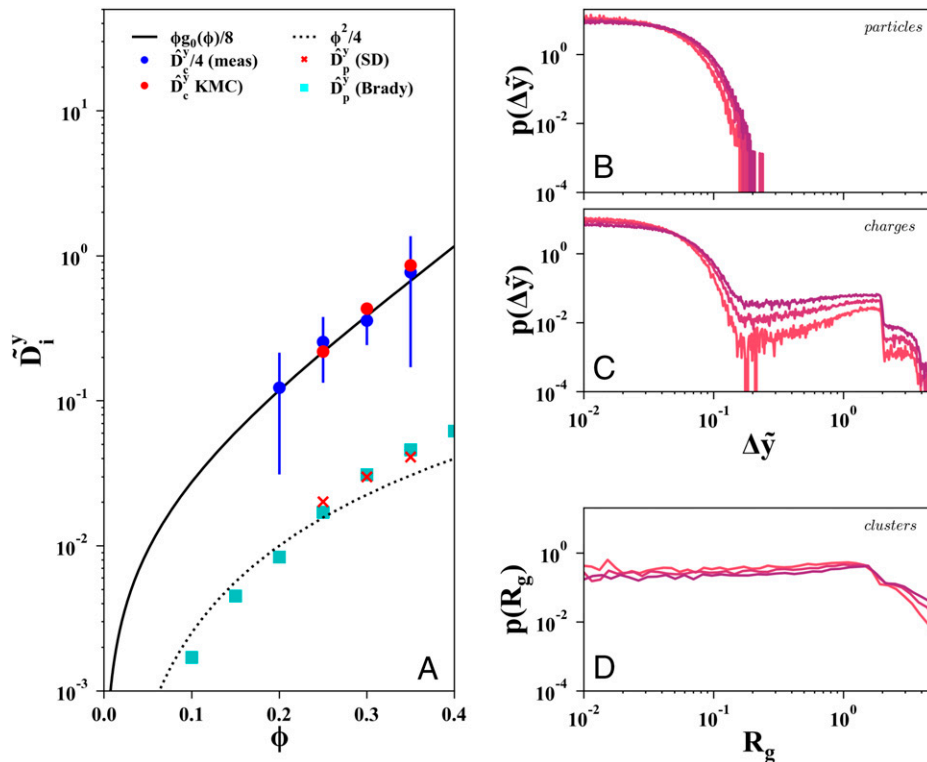 ϕg₀(ϕ)/8
D̂ᶜʸ/4 (meas)
D̂ᶜʸ KMC)
ϕ²/4
D̂ₚʸ (SD)
D̂ₚʸ (Brady)
10¹
10⁰
10⁻¹
10⁻²
10⁻³
D̃ᵢʸ
0.0 0.1 0.2 0.3 0.4
ϕ
A
particles
10⁰
10⁻²
10⁻⁴
p(Δỹ)
B
charges
10⁰
10⁻²
10⁻⁴
p(Δỹ)
C
10⁻² 10⁻¹ 10⁰
Δỹ
clusters
10⁰
10⁻²
10⁻⁴
p(R_g)
D
10⁻² 10⁻¹ 10⁰
R_g